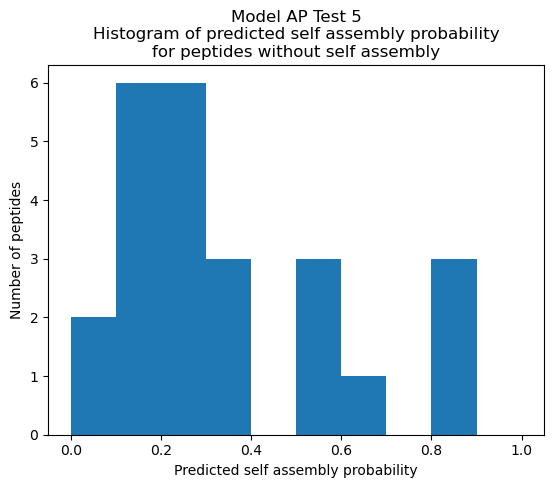 Model AP Test 5
Histogram of predicted self assembly probability
for peptides without self assembly
6
5
4
3
2
1
0
Number of peptides
0.0 0.2 0.4 0.6 0.8 1.0
Predicted self assembly probability